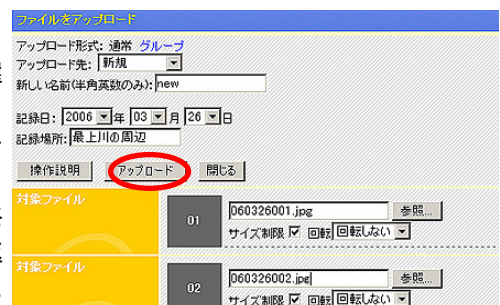 ファイルをアップロード
アップロード形式: 通常 グループ
アップロード先: 新規
新しい名前(半角英数のみ): new
記録日: 2006 年 03 月 26 日
記録場所: 最上川の周辺
操作説明 アップロード 閉じる
対象ファイル
01
060326001.jpg 参照...
サイズ制限 回転 回転しない
対象ファイル
02
060326002.jpg 参照...
サイズ制限 回転 回転しない